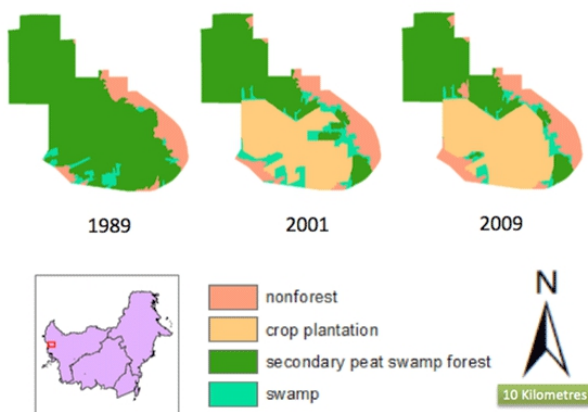 1989
2001
2009
nonforest
crop plantation
secondary peat swamp forest
swamp
N
10 Kilometres